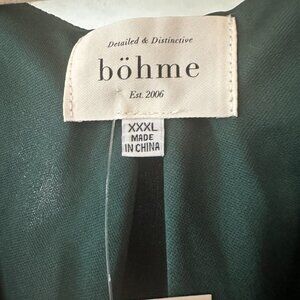 Detailed & Distinctive
böhme
Est. 2006
XXXL
MADE
IN CHINA